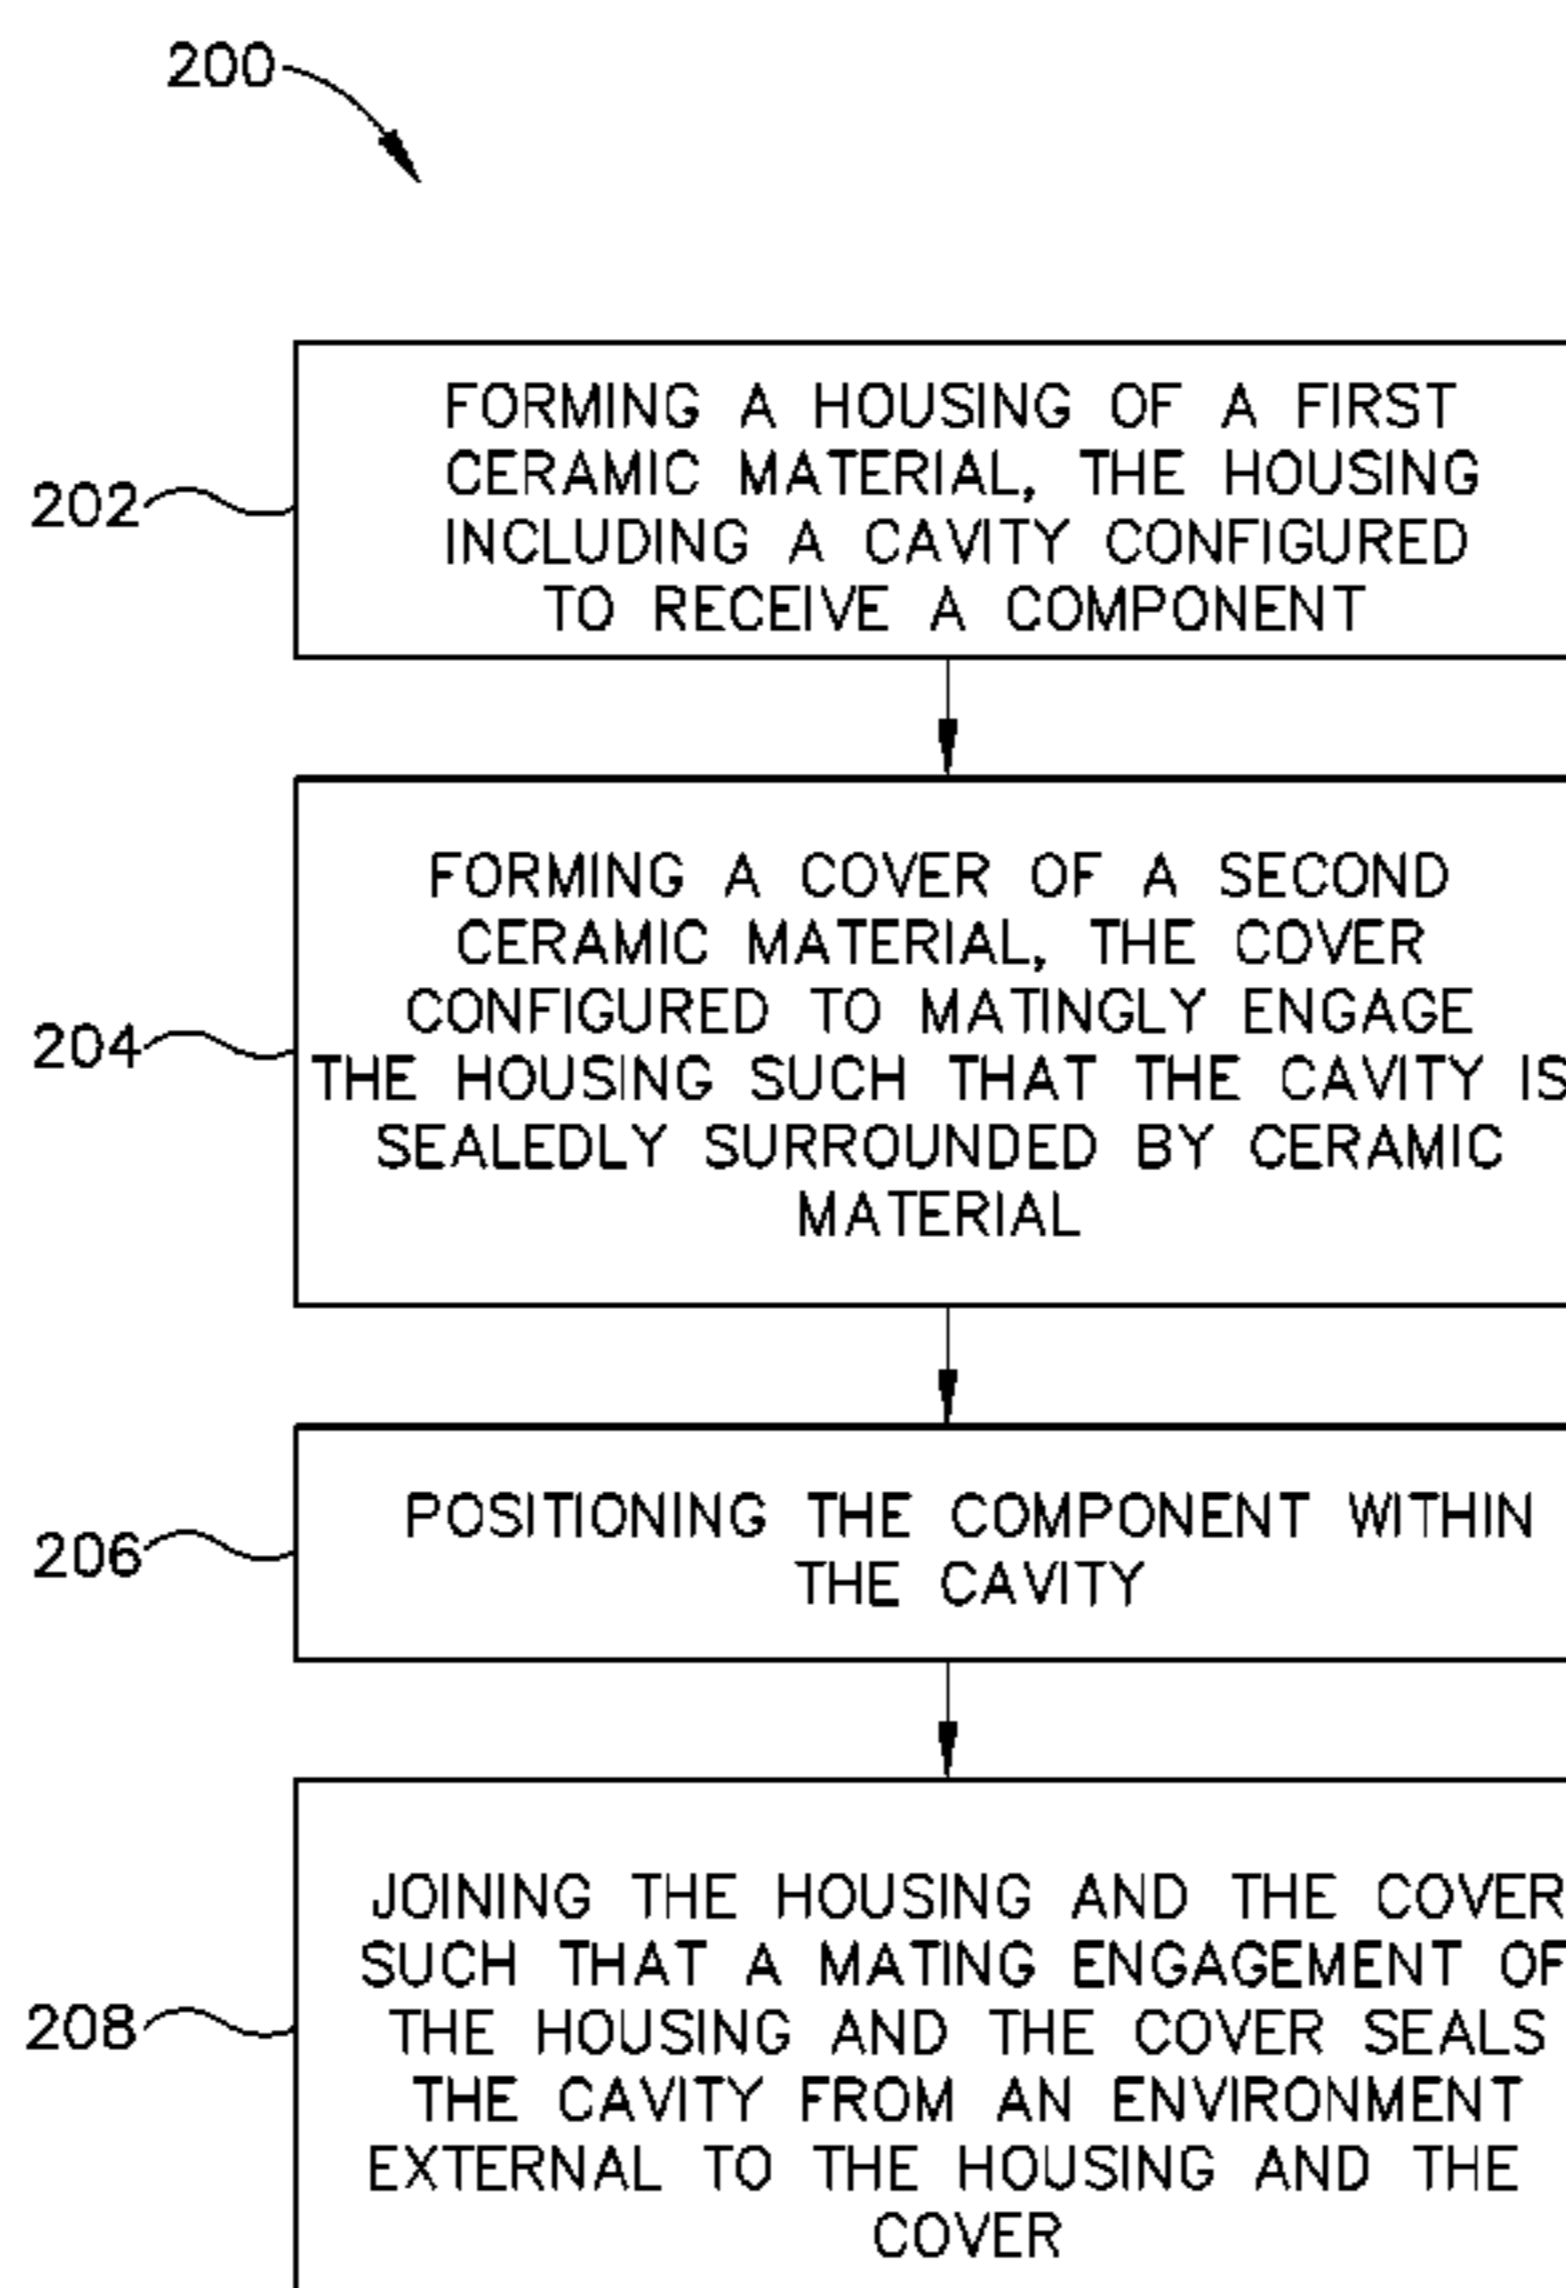 200
202
FORMING A HOUSING OF A FIRST
CERAMIC MATERIAL, THE HOUSING
INCLUDING A CAVITY CONFIGURED
TO RECEIVE A COMPONENT
204
FORMING A COVER OF A SECOND
CERAMIC MATERIAL, THE COVER
CONFIGURED TO MATINGLY ENGAGE
THE HOUSING SUCH THAT THE CAVITY IS
SEALEDLY SURROUNDED BY CERAMIC
MATERIAL
206
POSITIONING THE COMPONENT WITHIN
THE CAVITY
208
JOINING THE HOUSING AND THE COVER
SUCH THAT A MATING ENGAGEMENT OF
THE HOUSING AND THE COVER SEALS
THE CAVITY FROM AN ENVIRONMENT
EXTERNAL TO THE HOUSING AND THE
COVER